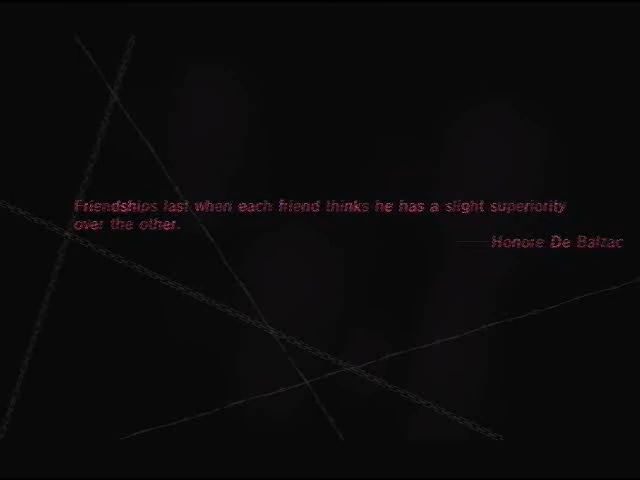 Friendships last when each friend thinks he has a slight superiority
over the other.
——Honore De Balzac